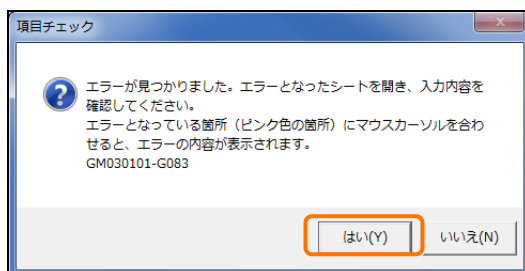 項目チェック
エラーが見つかりました。エラーとなったシートを開き、入力内容を
確認してください。
エラーとなっている箇所（ピンク色の箇所）にマウスカーソルを合わ
せると、エラーの内容が表示されます。
GM030101-G083
はい(Y) いいえ(N)